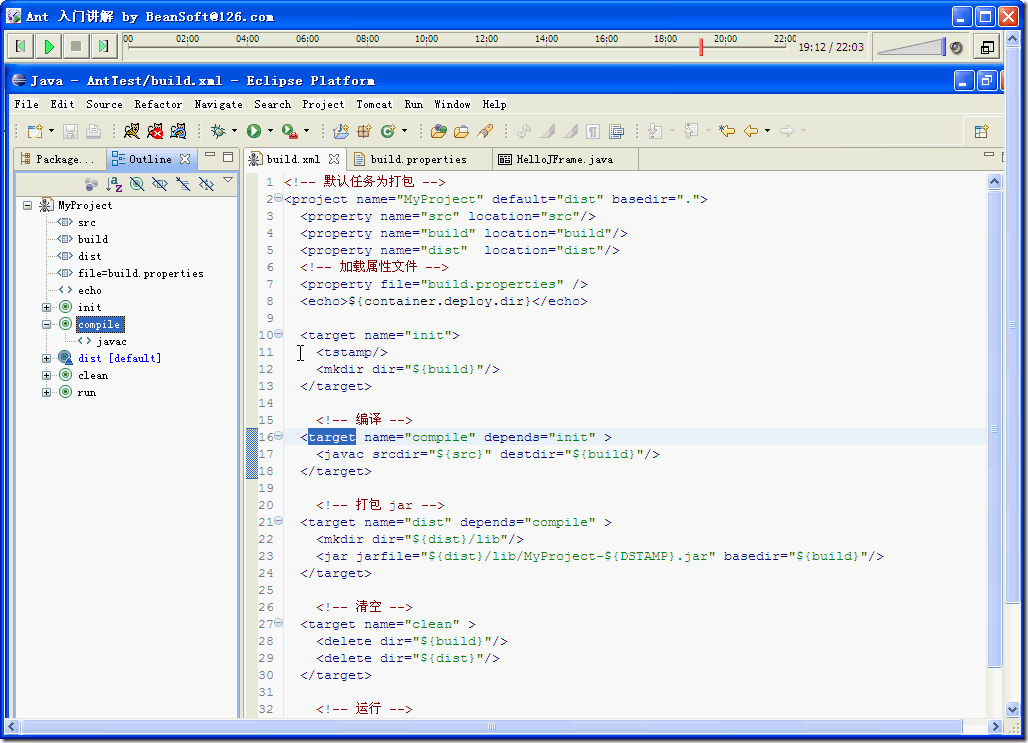 Ant 入门讲解 by BeanSoft@126.com
00 02:00 04:00 06:00 08:00 10:00 12:00 14:00 16:00 18:00 20:00 22:00 19:12 / 22:03
Java - AntTest/build.xml - Eclipse Platform
File Edit Source Refactor Navigate Search Project Tomcat Run Window Help
Package... Outline build.xml build.properties HelloJFrame.java
MyProject
src
build
dist
file=build.properties
echo
init
compile
javac
dist [default]
clean
run
1 <!-- 默认任务为打包 -->
2 <project name="MyProject" default="dist" basedir=".">
3 <property name="src" location="src"/>
4 <property name="build" location="build"/>
5 <property name="dist"  location="dist"/>
6 <!-- 加载属性文件 -->
7 <property file="build.properties" />
8 <echo>${container.deploy.dir}</echo>
9
10 <target name="init">
11 <tstamp/>
12 <mkdir dir="${build}"/>
13 </target>
14
15 <!-- 编译 -->
16 <target name="compile" depends="init" >
17 <javac srcdir="${src}" destdir="${build}"/>
18 </target>
19
20 <!-- 打包 jar -->
21 <target name="dist" depends="compile" >
22 <mkdir dir="${dist}/lib"/>
23 <jar jarfile="${dist}/lib/MyProject-${DSTAMP}.jar" basedir="${build}"/>
24 </target>
25
26 <!-- 清空 -->
27 <target name="clean" >
28 <delete dir="${build}"/>
29 <delete dir="${dist}"/>
30 </target>
31
32 <!-- 运行 -->